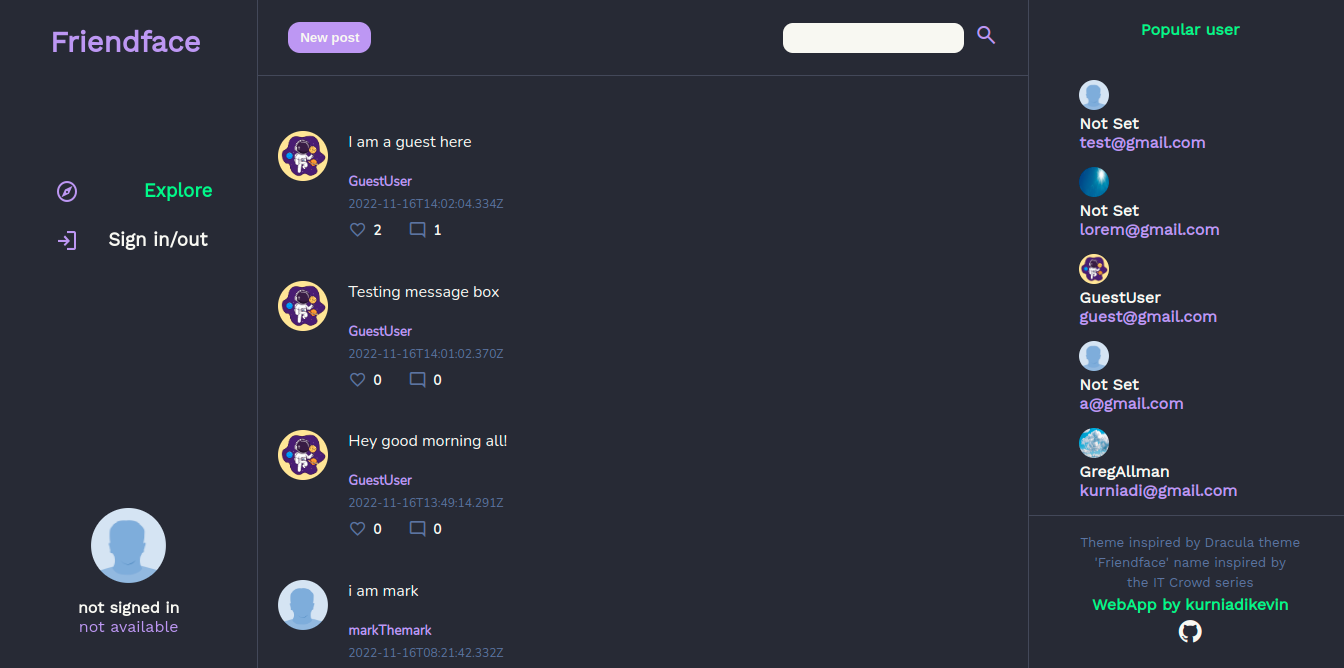 Friendface
Explore
Sign in/out
not signed in
not available
New post
I am a guest here
GuestUser
2022-11-16T14:02:04.334Z
2 1
Testing message box
GuestUser
2022-11-16T14:01:02.370Z
0 0
Hey good morning all!
GuestUser
2022-11-16T13:49:14.291Z
0 0
i am mark
markThemark
2022-11-16T08:21:42.332Z
Popular user
Not Set
test@gmail.com
Not Set
lorem@gmail.com
GuestUser
guest@gmail.com
Not Set
a@gmail.com
GregAllman
kurniadi@gmail.com
Theme inspired by Dracula theme
'Friendface' name inspired by
the IT Crowd series
WebApp by kurniadikevin